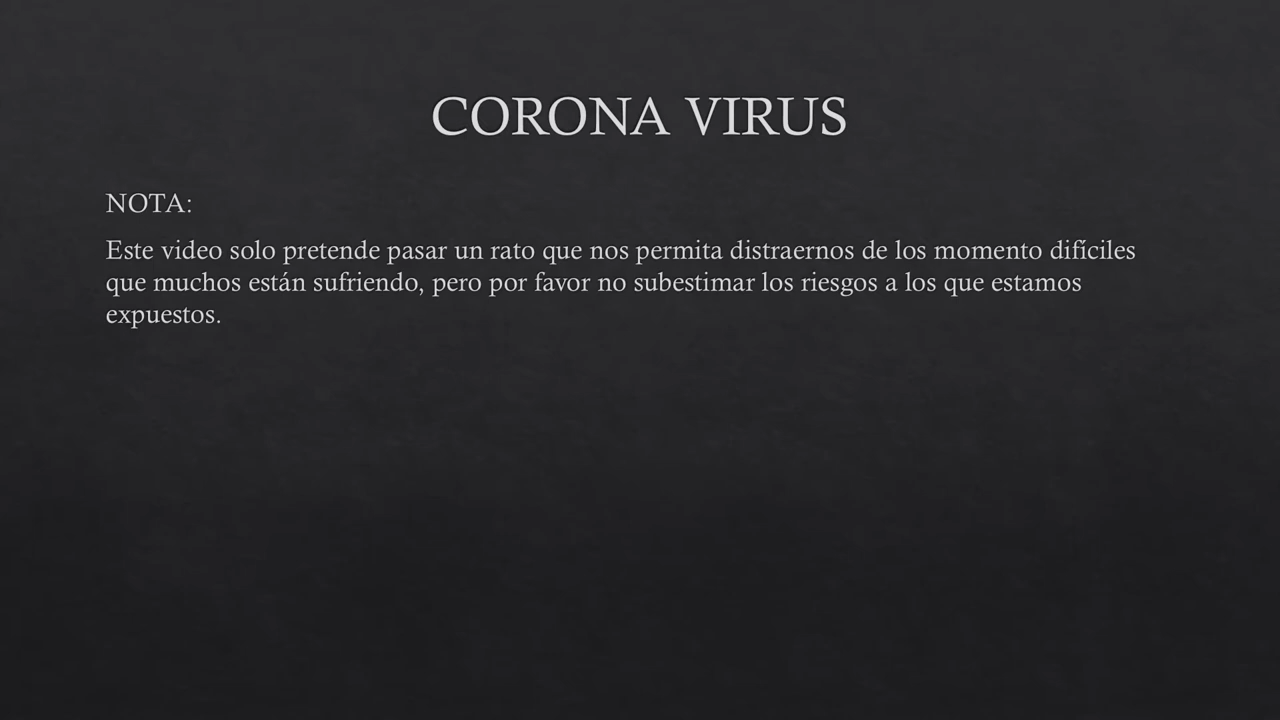 CORONA VIRUS
NOTA:
Este video solo pretende pasar un rato que nos permita distraernos de los momento difíciles
que muchos están sufriendo, pero por favor no subestimar los riesgos a los que estamos
expuestos.